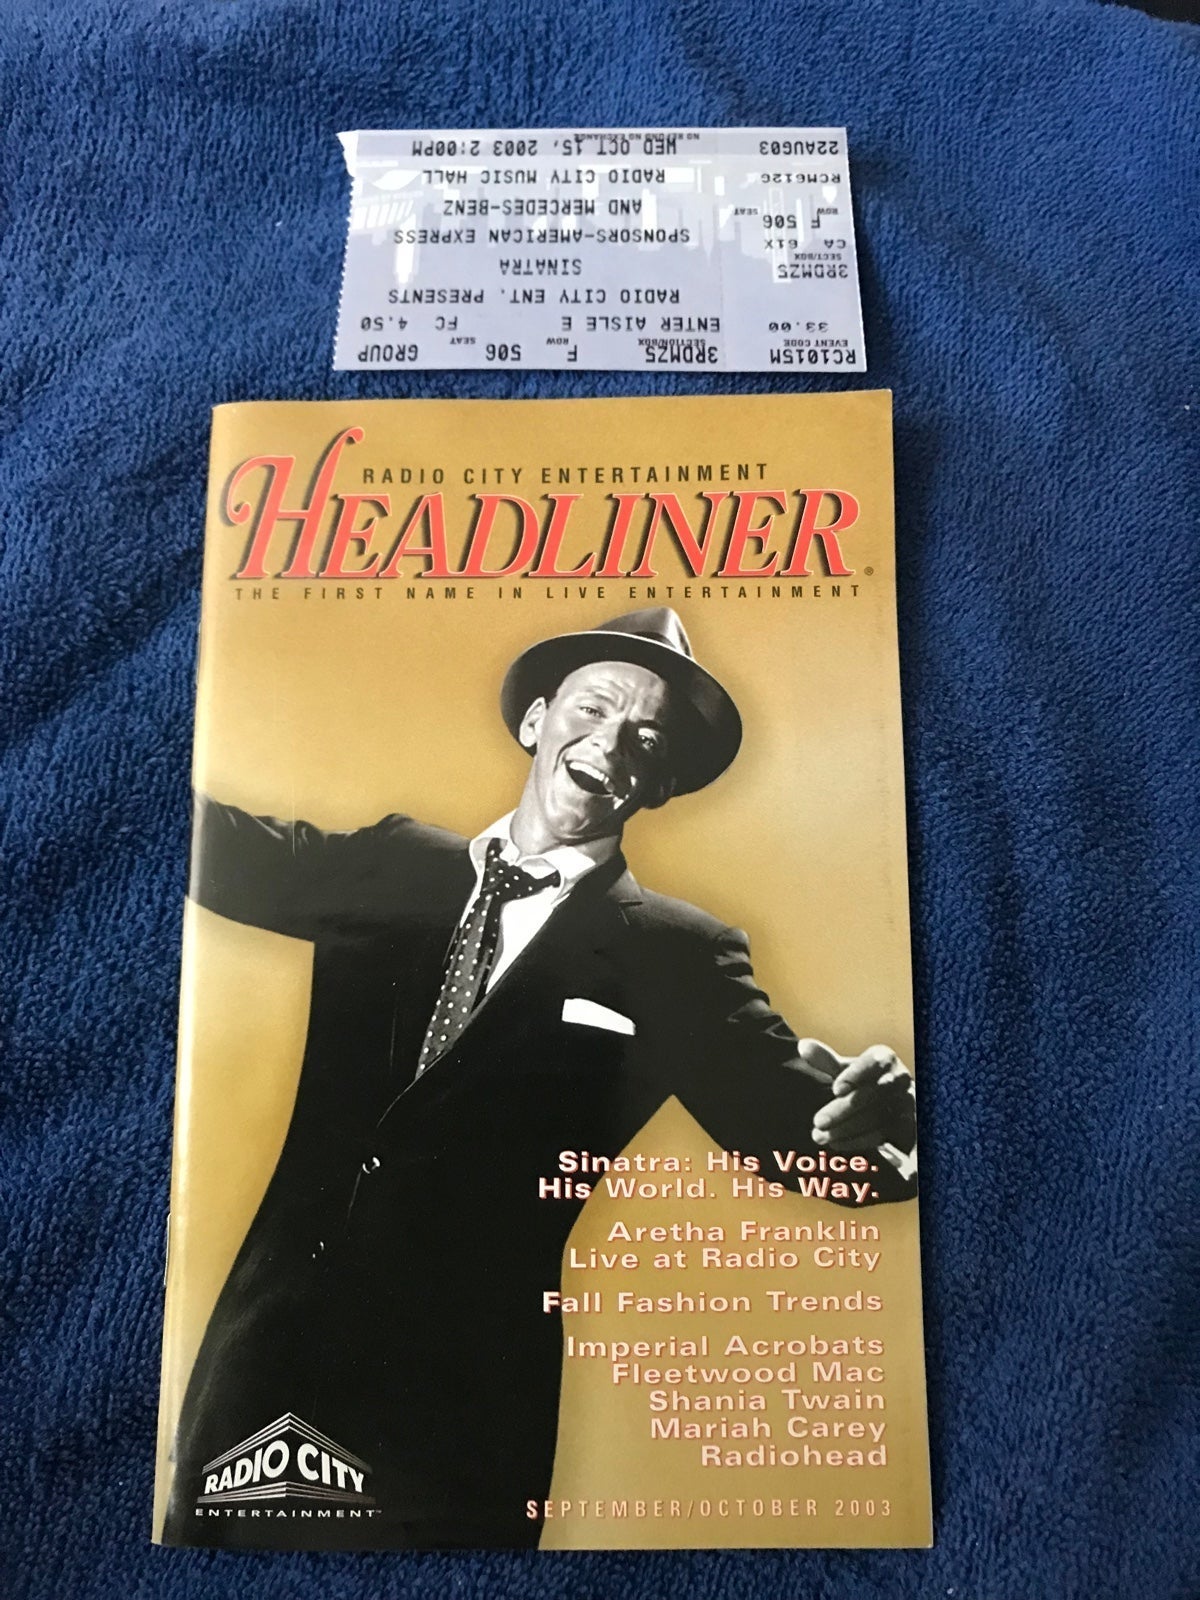 RC1015M 3RDMZS F 506 GROUP
EVENT CODE SECTION/BOX ROW SEAT
33.00 ENTER AISLE E FC 4.50
RADIO CITY ENT. PRESENTS
3RDMZS SINATRA
SECT/BOX
CA 61X SPONSORS-AMERICAN EXPRESS
F 506 AND MERCEDES-BENZ
ROW SEAT
RCM6126 RADIO CITY MUSIC HALL
22AUG03 WED OCT 15, 2003 2:00PM
NO REFUND NO EXCHANGE
RADIO CITY ENTERTAINMENT
HEADLINER®
THE FIRST NAME IN LIVE ENTERTAINMENT
Sinatra: His Voice.
His World. His Way.
Aretha Franklin
Live at Radio City
Fall Fashion Trends
Imperial Acrobats
Fleetwood Mac
Shania Twain
Mariah Carey
Radiohead
RADIO CITY
ENTERTAINMENT™
SEPTEMBER/OCTOBER 2003